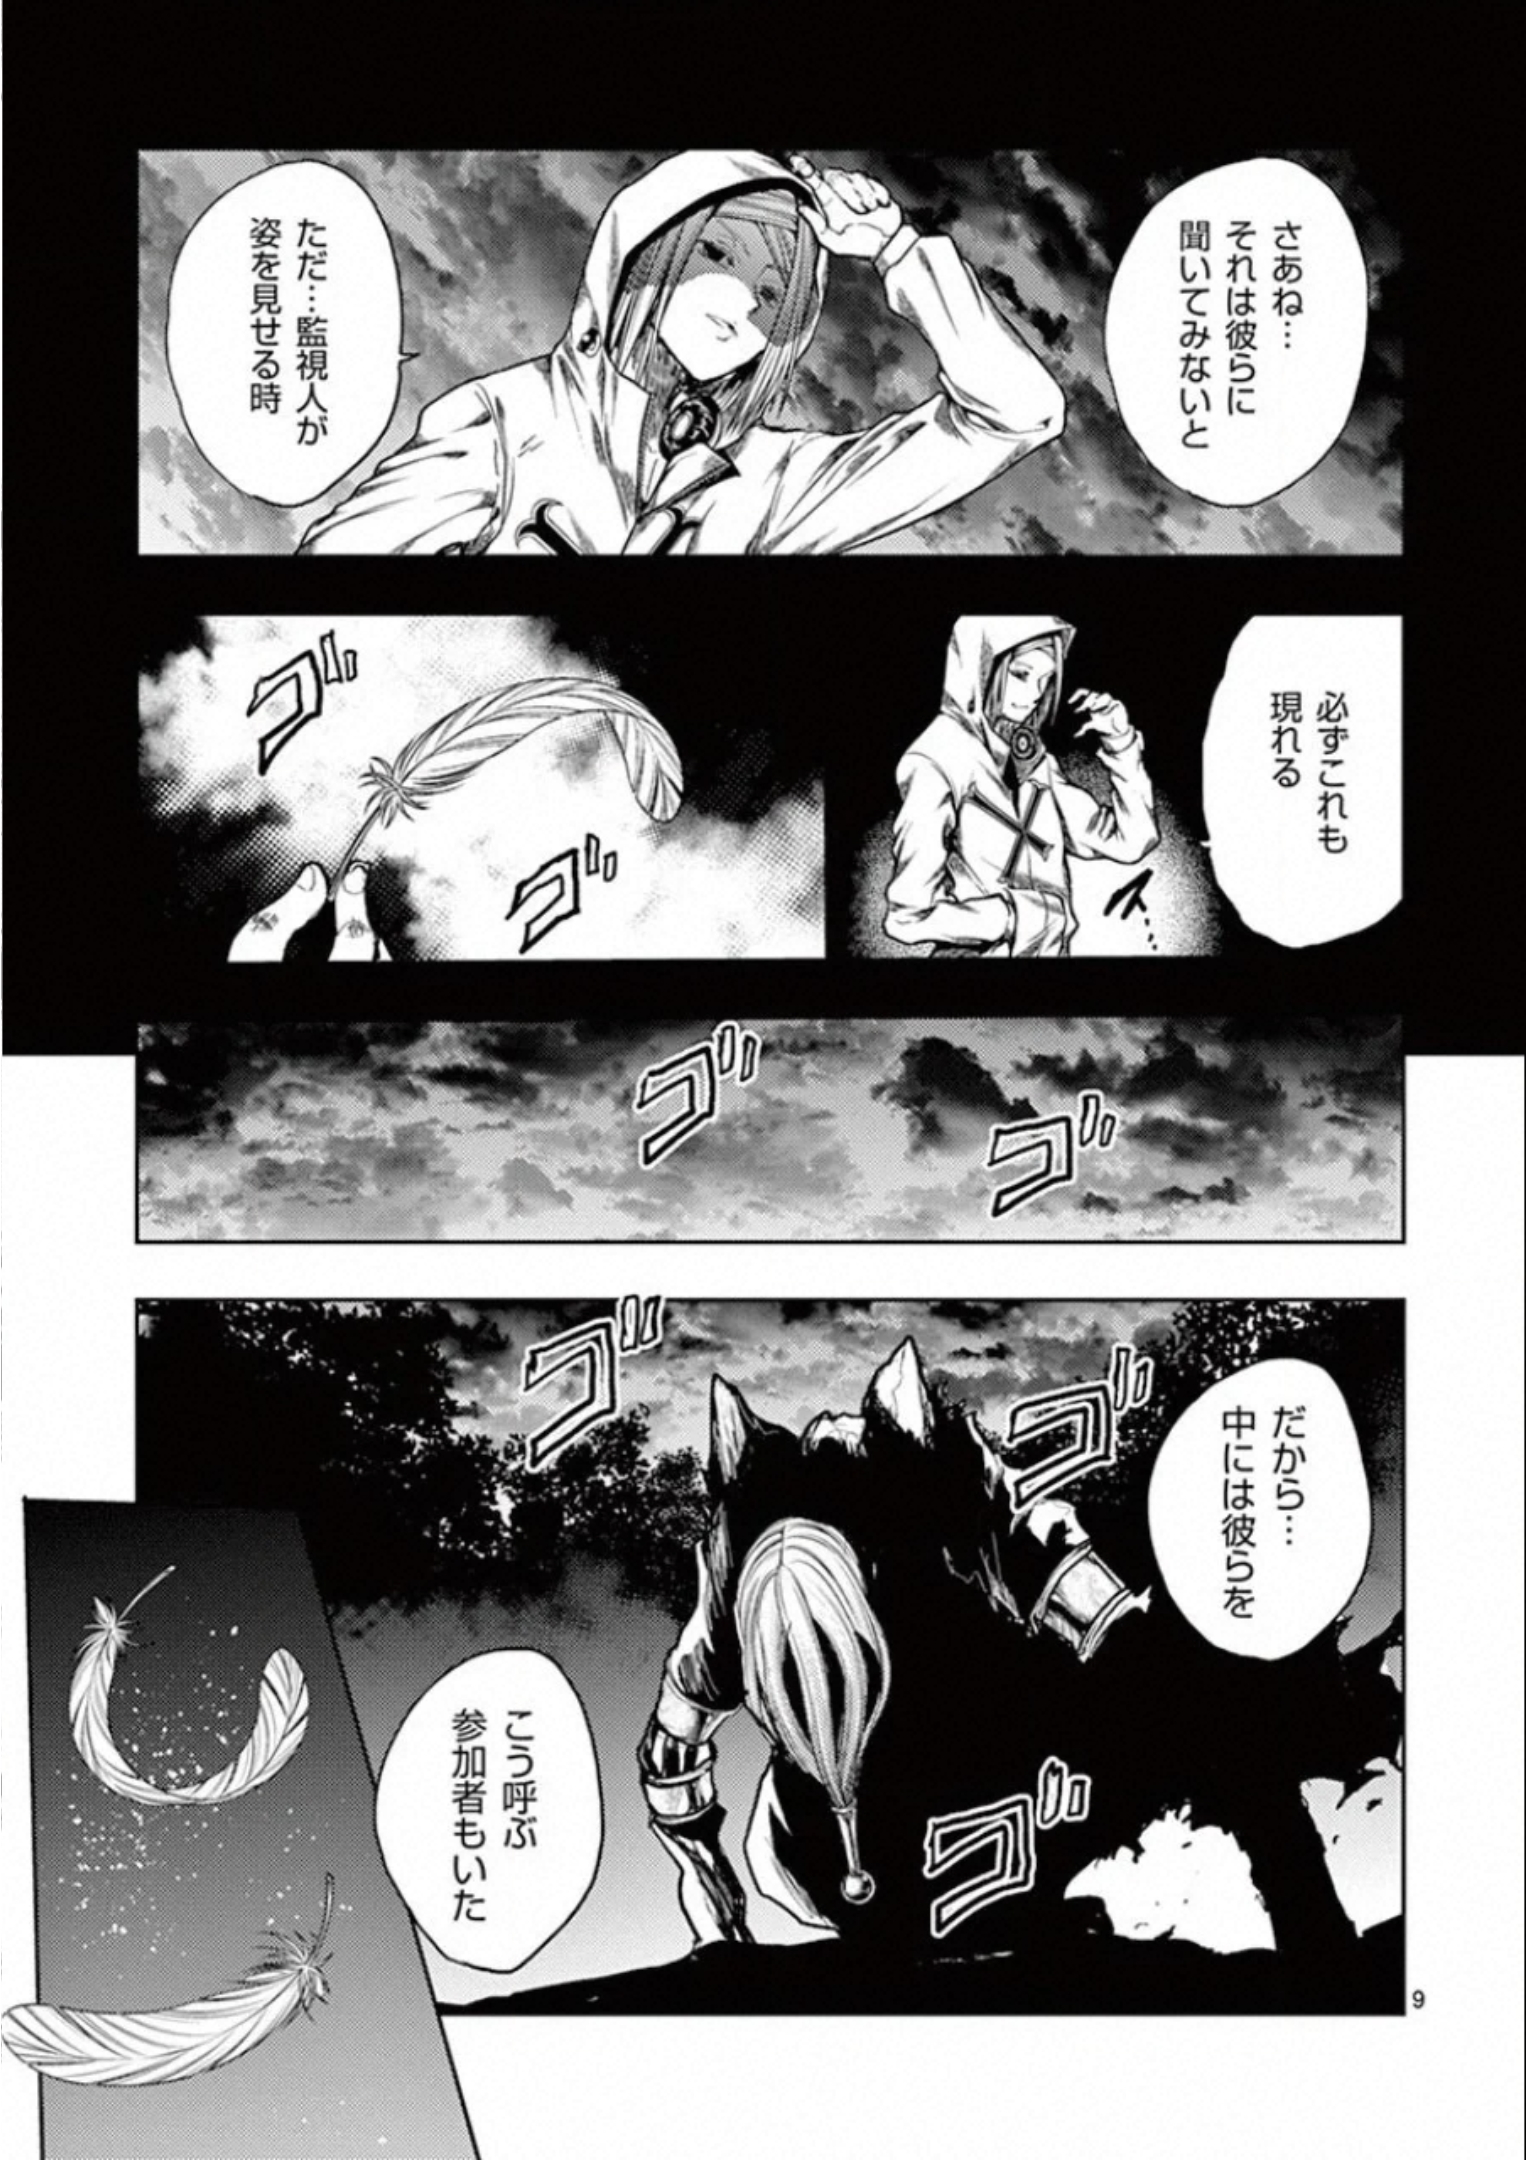 さあね…
それは彼らに
聞いてみないと
ただ…監視人が
姿を見せる時
必ずこれも
現れる
ス…
ゴ
ゴ
ゴ
ゴ
だから…
中には彼らを
ゴ
ゴ
ゴ
こう呼ぶ
参加者もいた
9